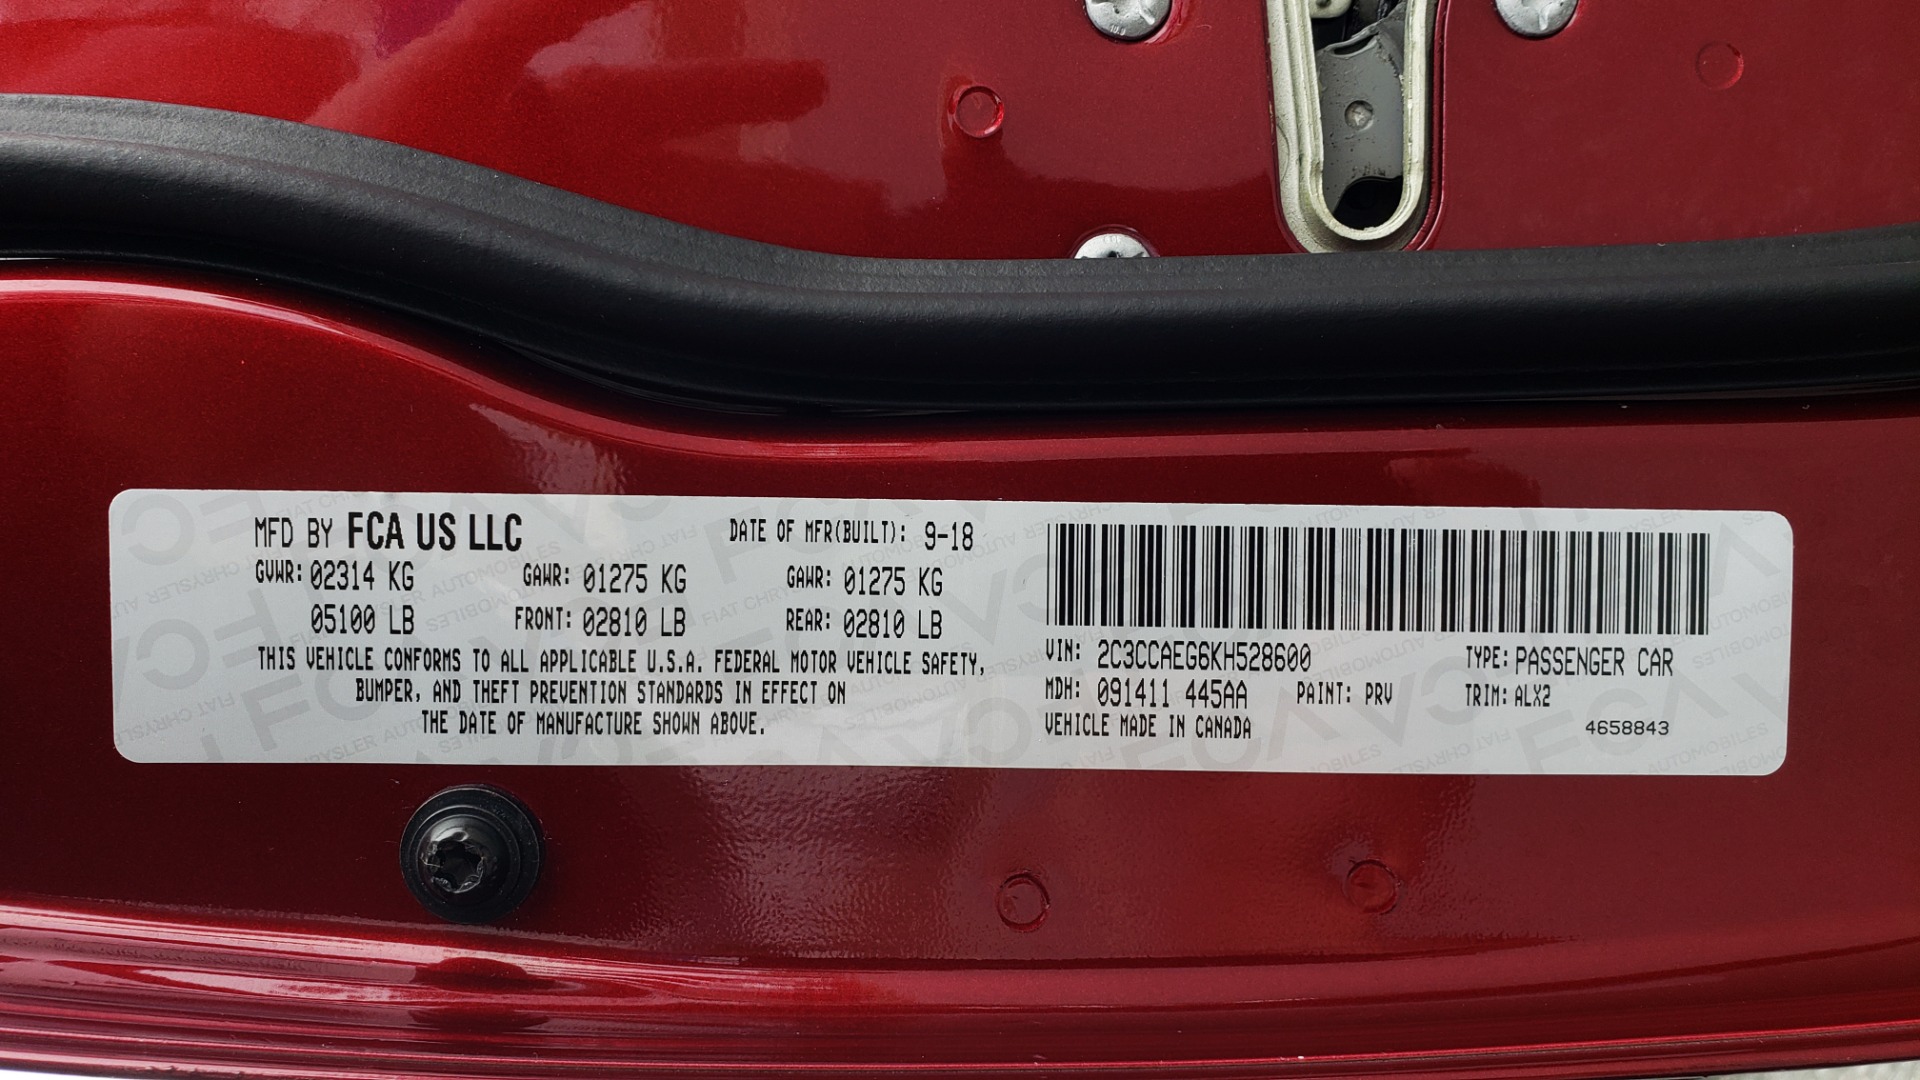 MFD BY FCA US LLC DATE OF MFR(BUILT): 9-18
GVWR: 02314 KG GAWR: 01275 KG GAWR: 01275 KG
05100 LB FRONT: 02810 LB REAR: 02810 LB
THIS VEHICLE CONFORMS TO ALL APPLICABLE U.S.A. FEDERAL MOTOR VEHICLE SAFETY,
BUMPER, AND THEFT PREVENTION STANDARDS IN EFFECT ON
THE DATE OF MANUFACTURE SHOWN ABOVE.
VIN: 2C3CCAEG6KH528600 TYPE: PASSENGER CAR
MDH: 091411 445AA PAINT: PRV TRIM: ALX2
VEHICLE MADE IN CANADA 4658843